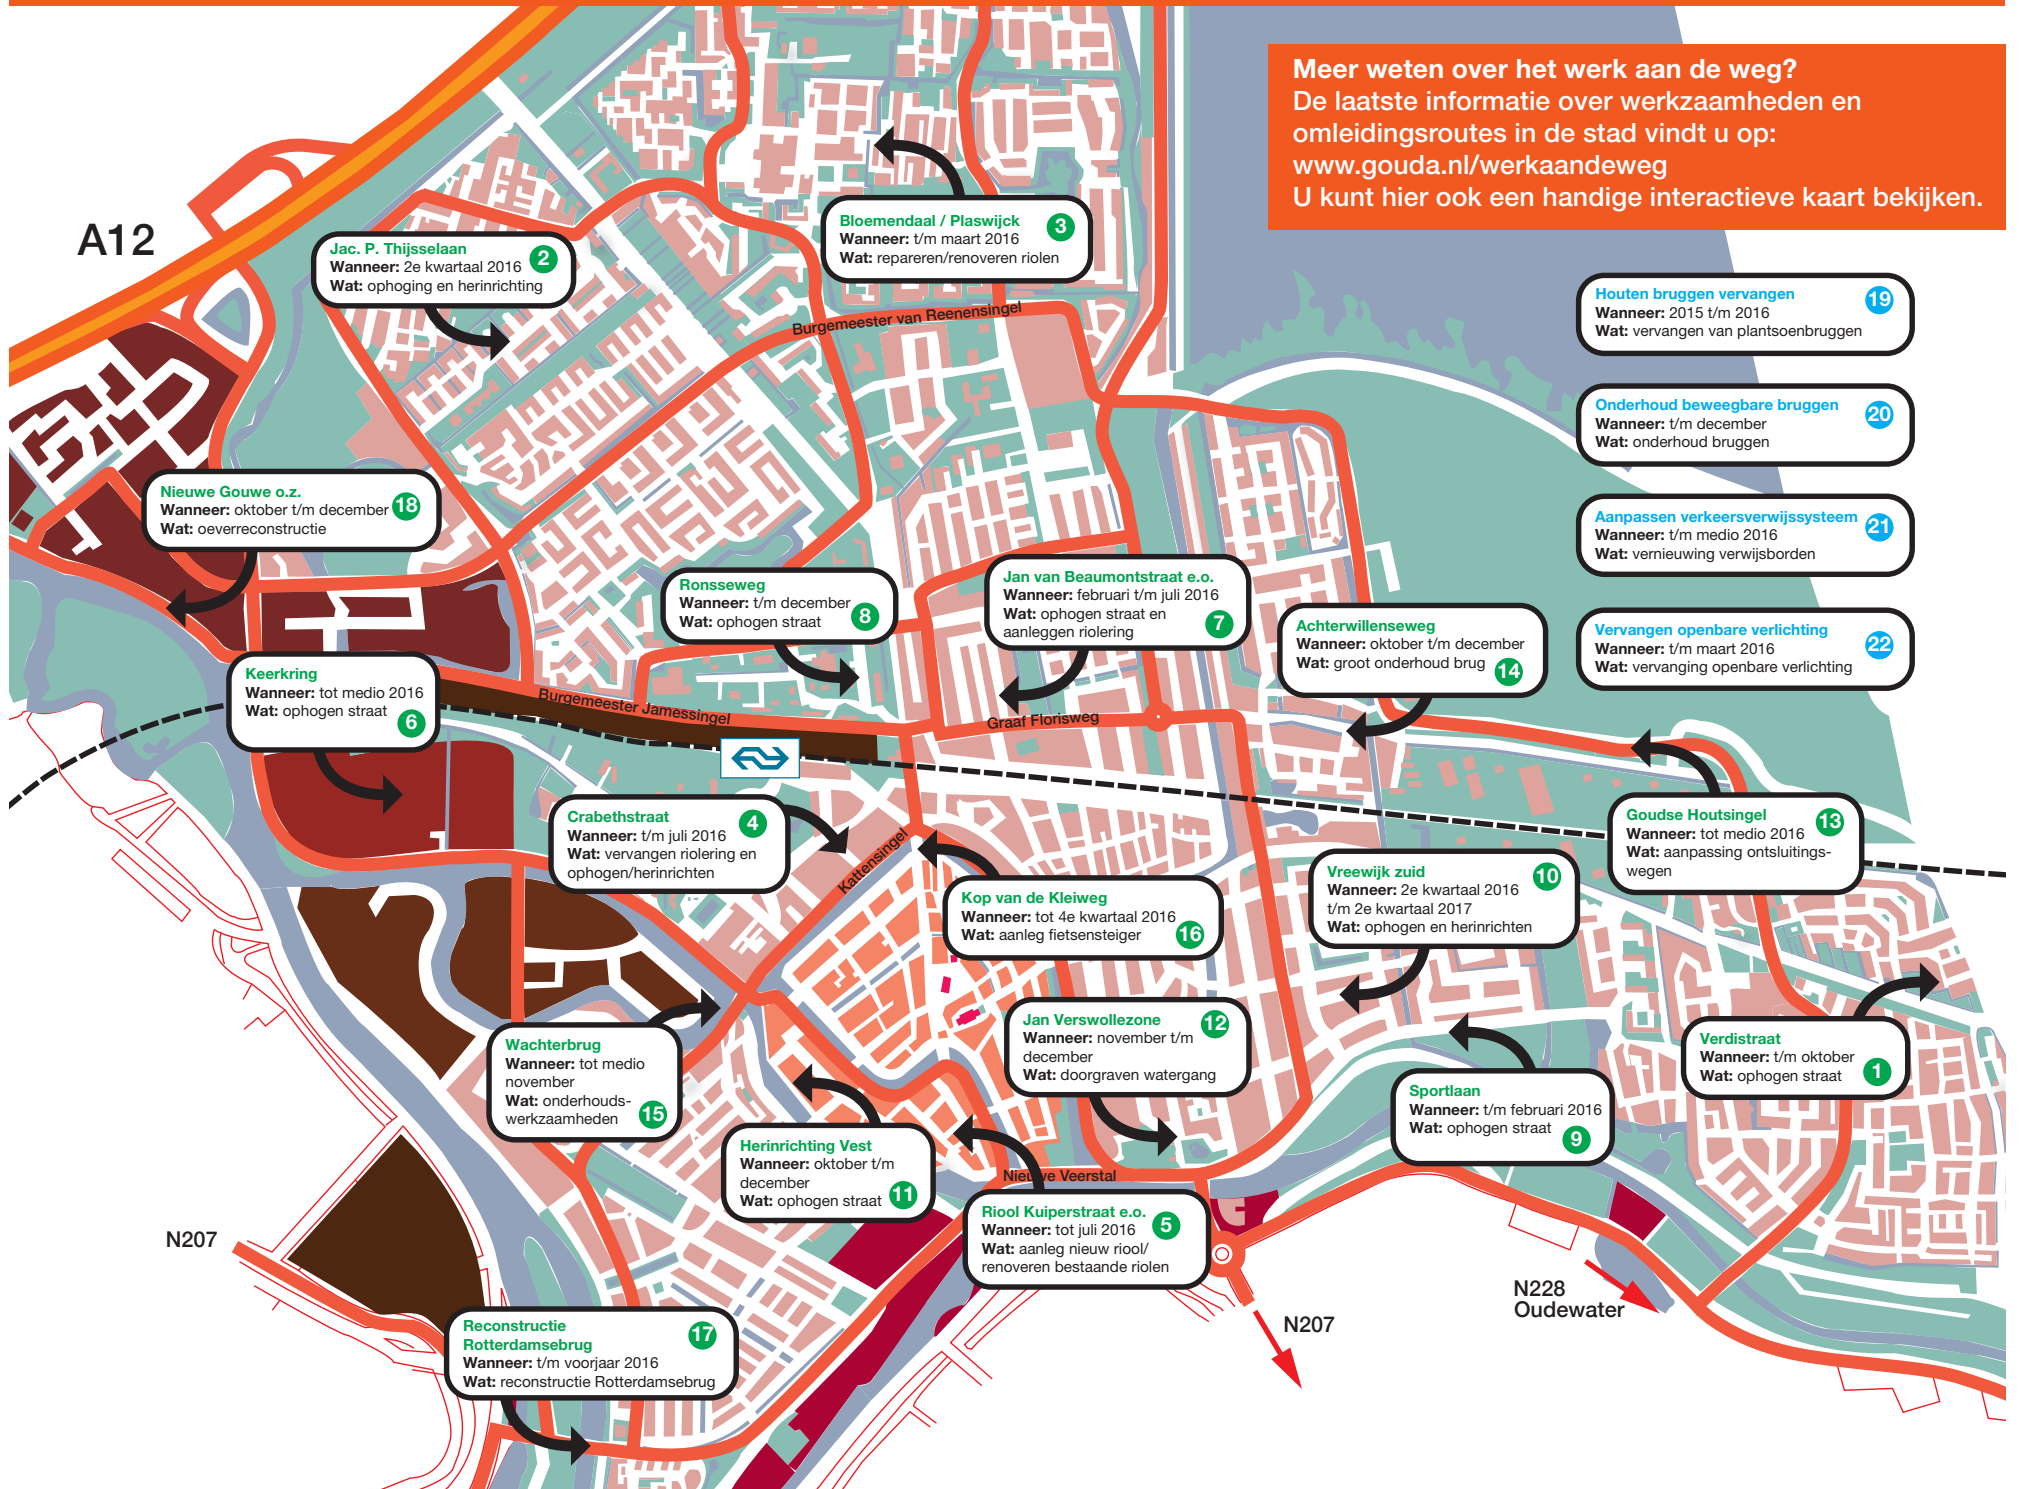 Meer weten over het werk aan de weg?
De laatste informatie over werkzaamheden en
omleidingsroutes in de stad vindt u op:
www.gouda.nl/werkaandeweg
U kunt hier ook een handige interactieve kaart bekijken.
A12
Jac. P. Thijsselaan
2
Wanneer: 2e kwartaal 2016
Wat: ophoging en herinrichting
Bloemendaal / Plaswijck
3
Wanneer: t/m maart 2016
Wat: repareren/renoveren riolen
Burgemeester van Reenensingel
Houten bruggen vervangen
19
Wanneer: 2015 t/m 2016
Wat: vervangen van plantsoenbruggen
Onderhoud beweegbare bruggen
20
Wanneer: t/m december
Wat: onderhoud bruggen
Aanpassen verkeersverwijssysteem
21
Wanneer: t/m medio 2016
Wat: vernieuwing verwijsborden
Vervangen openbare verlichting
22
Wanneer: t/m maart 2016
Wat: vervanging openbare verlichting
Nieuwe Gouwe o.z.
18
Wanneer: oktober t/m december
Wat: oeverreconstructie
Ronsseweg
Wanneer: t/m december
Wat: ophogen straat
8
Jan van Beaumontstraat e.o.
Wanneer: februari t/m juli 2016
Wat: ophogen straat en
aanleggen riolering
7
Achterwillenseweg
Wanneer: oktober t/m december
Wat: groot onderhoud brug
14
Keerkring
Wanneer: tot medio 2016
Wat: ophogen straat
6
Burgemeester Jamessingel
Graaf Florisweg
Crabethstraat
4
Wanneer: t/m juli 2016
Wat: vervangen riolering en
ophogen/herinrichten
Kattensingel
Goudse Houtsingel
13
Wanneer: tot medio 2016
Wat: aanpassing ontsluitings-
wegen
Kop van de Kleiweg
Wanneer: tot 4e kwartaal 2016
Wat: aanleg fietsensteiger
16
Vreewijk zuid
10
Wanneer: 2e kwartaal 2016
t/m 2e kwartaal 2017
Wat: ophogen en herinrichten
Wachterbrug
Wanneer: tot medio
november
Wat: onderhouds-
werkzaamheden
15
Jan Verswollezone
12
Wanneer: november t/m
december
Wat: doorgraven watergang
Verdistraat
Wanneer: t/m oktober
Wat: ophogen straat
1
Sportlaan
Wanneer: t/m februari 2016
Wat: ophogen straat
9
Herinrichting Vest
Wanneer: oktober t/m
december
Wat: ophogen straat
11
Nieuwe Veerstal
Riool Kuiperstraat e.o.
5
Wanneer: tot juli 2016
Wat: aanleg nieuw riool/
renoveren bestaande riolen
N207
N228
Oudewater
N207
Reconstructie
Rotterdamsebrug
17
Wanneer: t/m voorjaar 2016
Wat: reconstructie Rotterdamsebrug